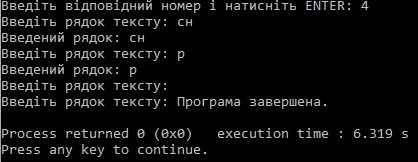 Введіть відповідний номер і натисніть ENTER: 4
Введіть рядок тексту: сн
Введений рядок: сн
Введіть рядок тексту: р
Введений рядок: р
Введіть рядок тексту:
Введіть рядок тексту: Програма завершена.
Process returned 0 (0x0)   execution time : 6.319 s
Press any key to continue.